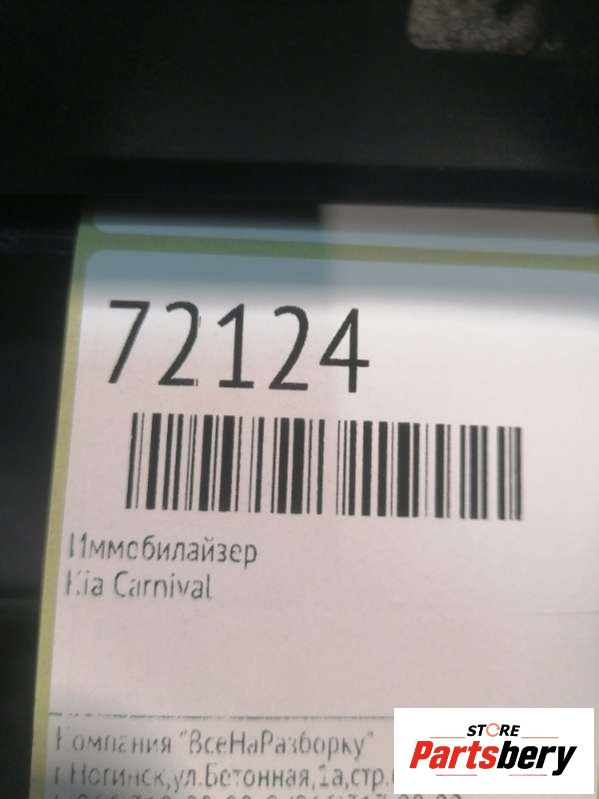 72124
Иммобилайзер
Kia Carnival
Компания "ВсеНаРазборку"
г.Ногинск,ул.Бетонная,1а,стр.
STORE
Partsbery